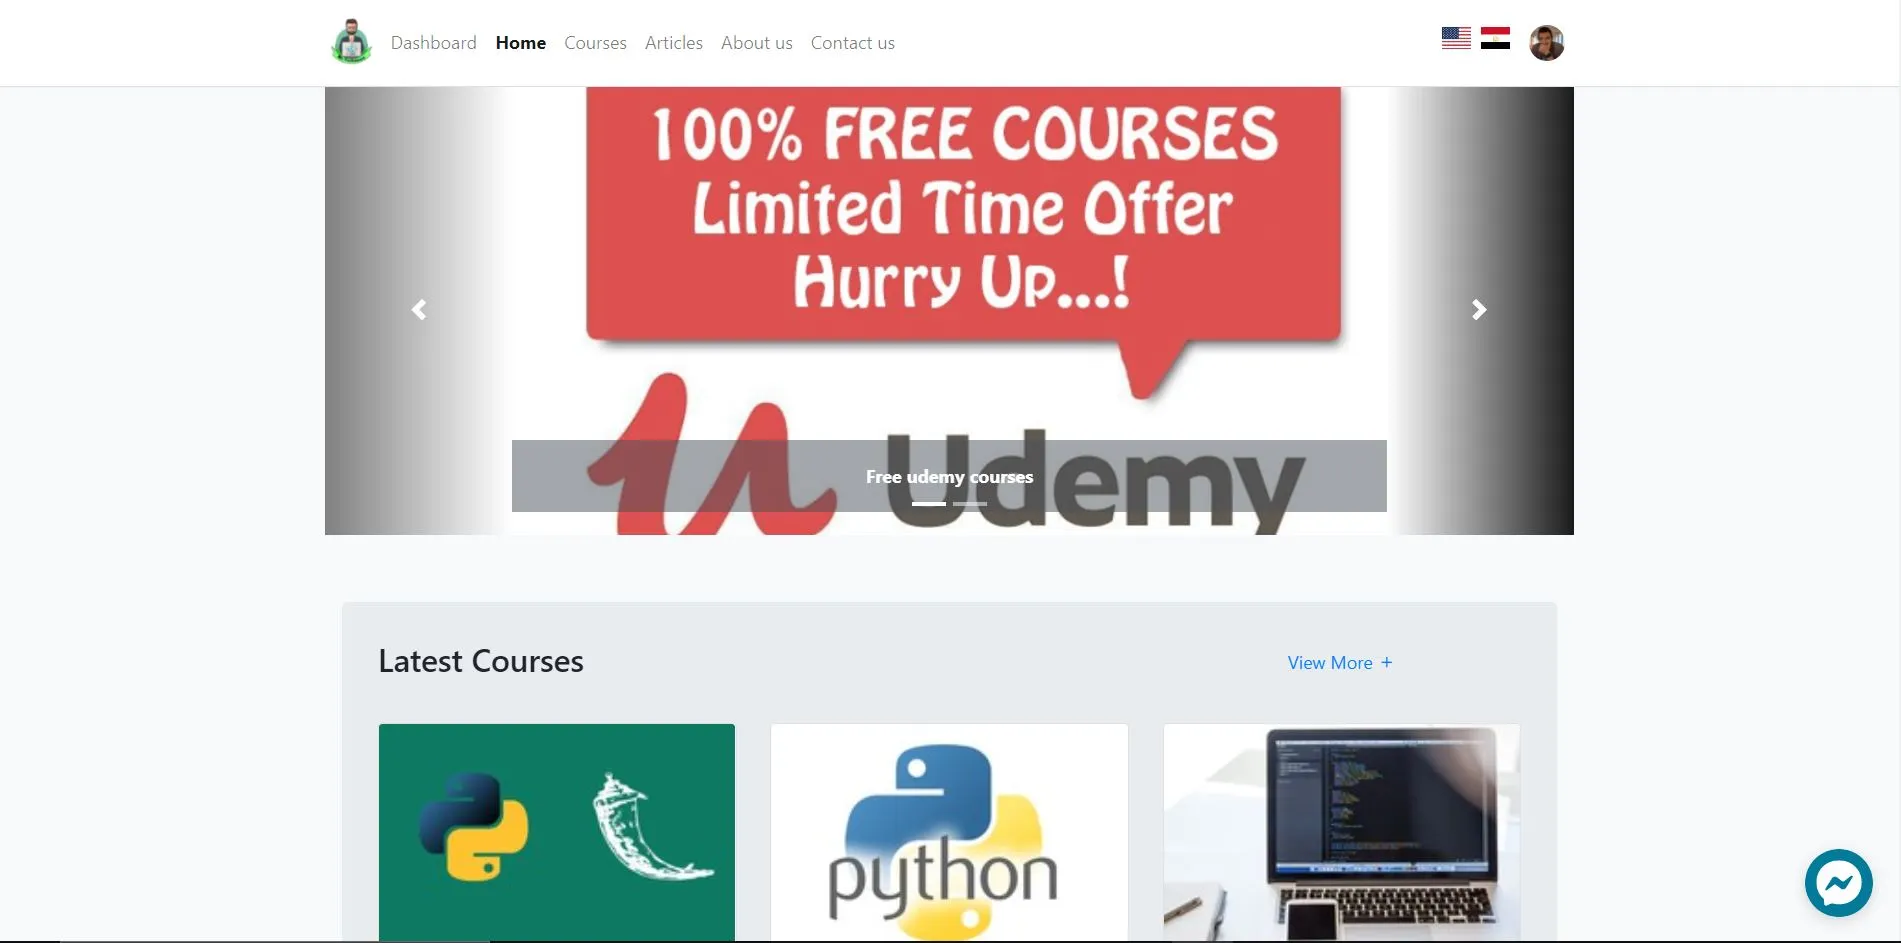 Dashboard Home Courses Articles About us Contact us
100% FREE COURSES
Limited Time Offer
Hurry Up...!
Udemy
Free udemy courses
Latest Courses
View More +
python